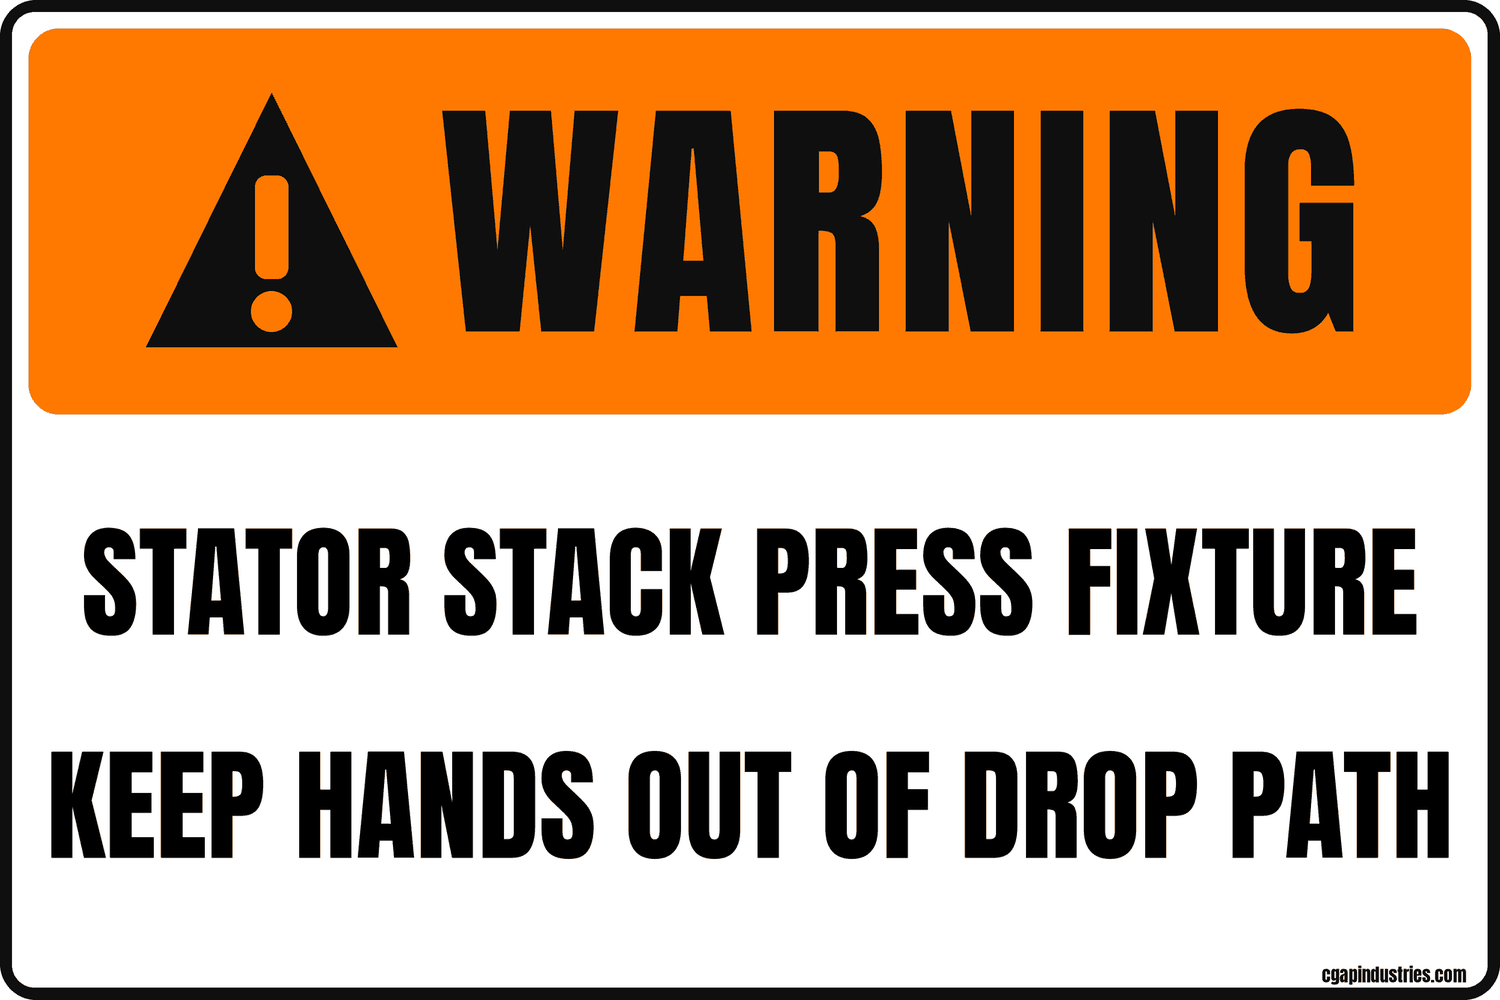 WARNING
STATOR STACK PRESS FIXTURE
KEEP HANDS OUT OF DROP PATH
cgapindustries.com